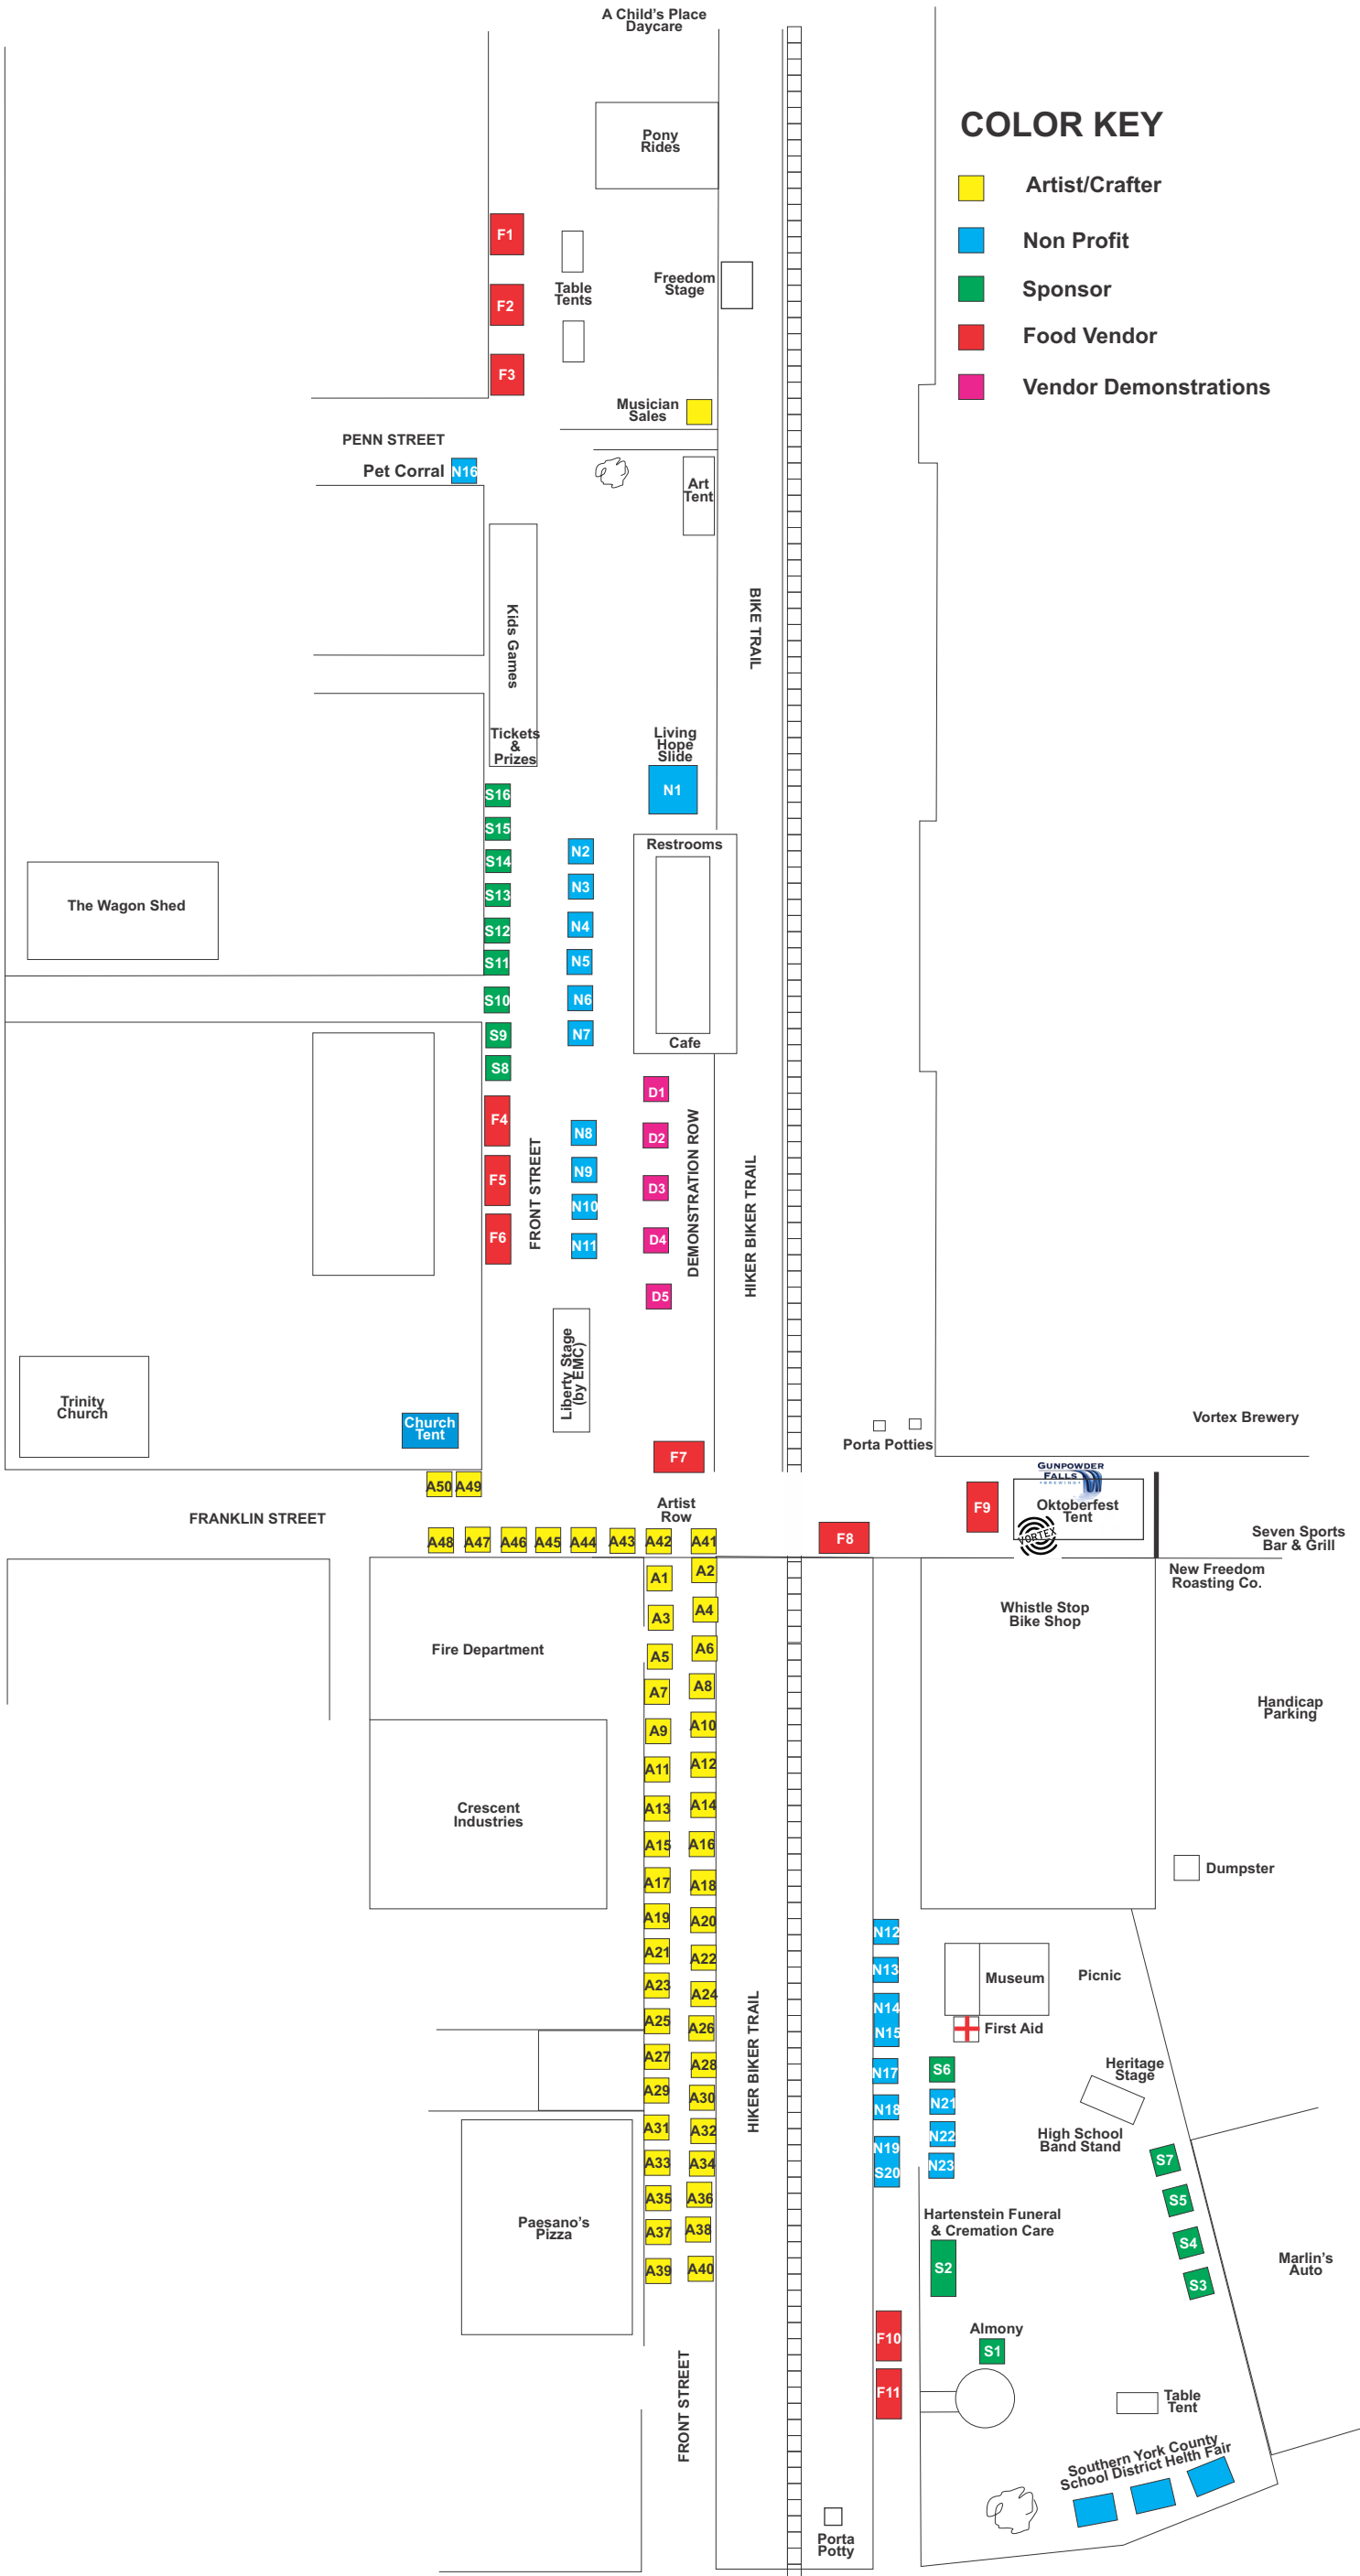 A Child's Place
Daycare
COLOR KEY
Artist/Crafter
Non Profit
Sponsor
Food Vendor
Vendor Demonstrations
Pony
Rides
F1
F2
F3
Table
Tents
Freedom
Stage
Musician
Sales
PENN STREET
Pet Corral N16
Art
Tent
Kids Games
BIKE TRAIL
Tickets
&
Prizes
Living
Hope
Slide
N1
S16
S15
S14
S13
S12
S11
S10
S9
S8
N2
N3
N4
N5
N6
N7
Restrooms
Cafe
The Wagon Shed
F4
F5
F6
FRONT STREET
N8
N9
N10
N11
D1
D2
D3
D4
D5
DEMONSTRATION ROW
HIKER BIKER TRAIL
Liberty Stage
(by EMC)
Trinity
Church
Church
Tent
F7
Porta Potties
Vortex Brewery
A50 A49
FRANKLIN STREET
Artist
Row
F8
F9
GUNPOWDER
FALLS
BREWING
Oktoberfest
Tent
VORTEX
Seven Sports
Bar & Grill
New Freedom
Roasting Co.
A48 A47 A46 A45 A44 A43 A42 A41
A1 A2
A3 A4
A5 A6
A7 A8
A9 A10
A11 A12
A13 A14
A15 A16
A17 A18
A19 A20
A21 A22
A23 A24
A25 A26
A27 A28
A29 A30
A31 A32
A33 A34
A35 A36
A37 A38
A39 A40
Fire Department
Crescent
Industries
Paesano's
Pizza
HIKER BIKER TRAIL
FRONT STREET
Whistle Stop
Bike Shop
Handicap
Parking
Dumpster
N12
N13
N14
N15
N17
N18
N19
S20
Museum
Picnic
First Aid
S6
N21
N22
N23
Heritage
Stage
High School
Band Stand
S7
S5
S4
S3
Hartenstein Funeral
& Cremation Care
S2
Marlin's
Auto
F10
F11
Almony
S1
Table
Tent
Southern York County
School District Helth Fair
Porta
Potty